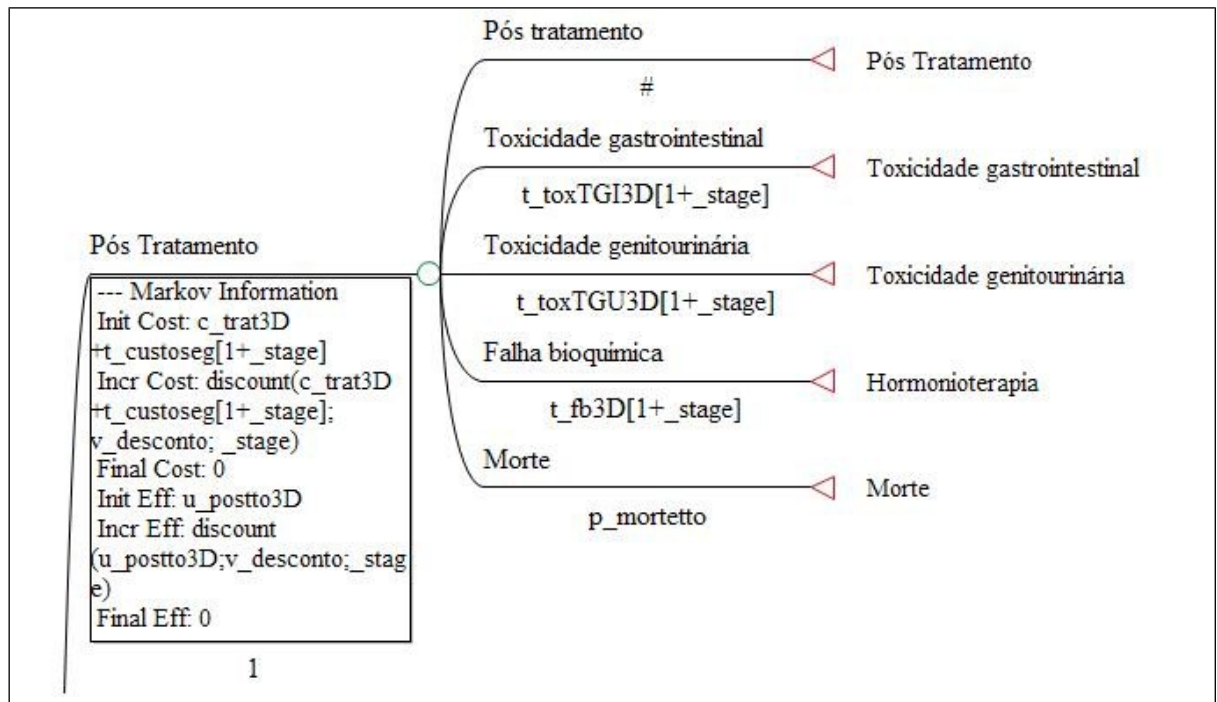 Pós tratamento
Pós Tratamento
#
Toxicidade gastrointestinal
Toxicidade gastrointestinal
t_toxTGI3D[1+_stage]
Pós Tratamento
Toxicidade genitourinária
Toxicidade genitourinária
t_toxTGU3D[1+_stage]
--- Markov Information
Init Cost: c_trat3D
+t_custoseg[1+_stage]
Incr Cost: discount(c_trat3D
+t_custoseg[1+_stage];
v_desconto; _stage)
Final Cost: 0
Init Eff: u_postto3D
Incr Eff: discount
(u_postto3D;v_desconto;_stag
e)
Final Eff: 0
1
Falha bioquímica
Hormonioterapia
t_fb3D[1+_stage]
Morte
Morte
p_mortetto